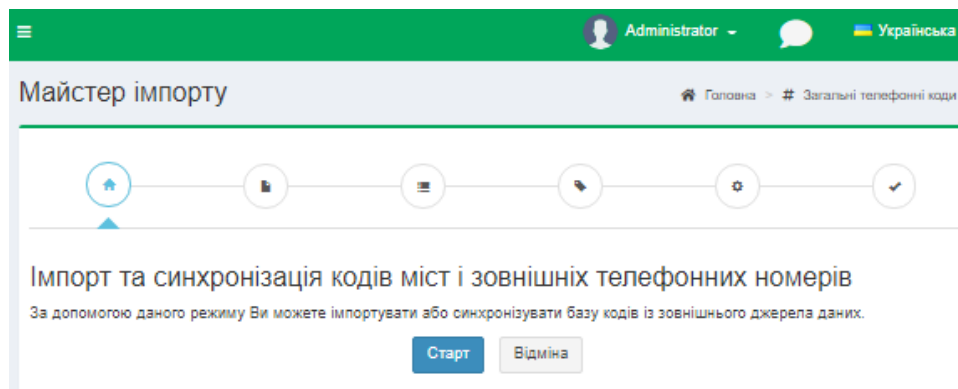 Administrator
Українська
Майстер імпорту
Головна > # Загальні телефонні коди
Імпорт та синхронізація кодів міст і зовнішніх телефонних номерів
За допомогою даного режиму Ви можете імпортувати або синхронізувати базу кодів із зовнішнього джерела даних.
Старт
Відміна